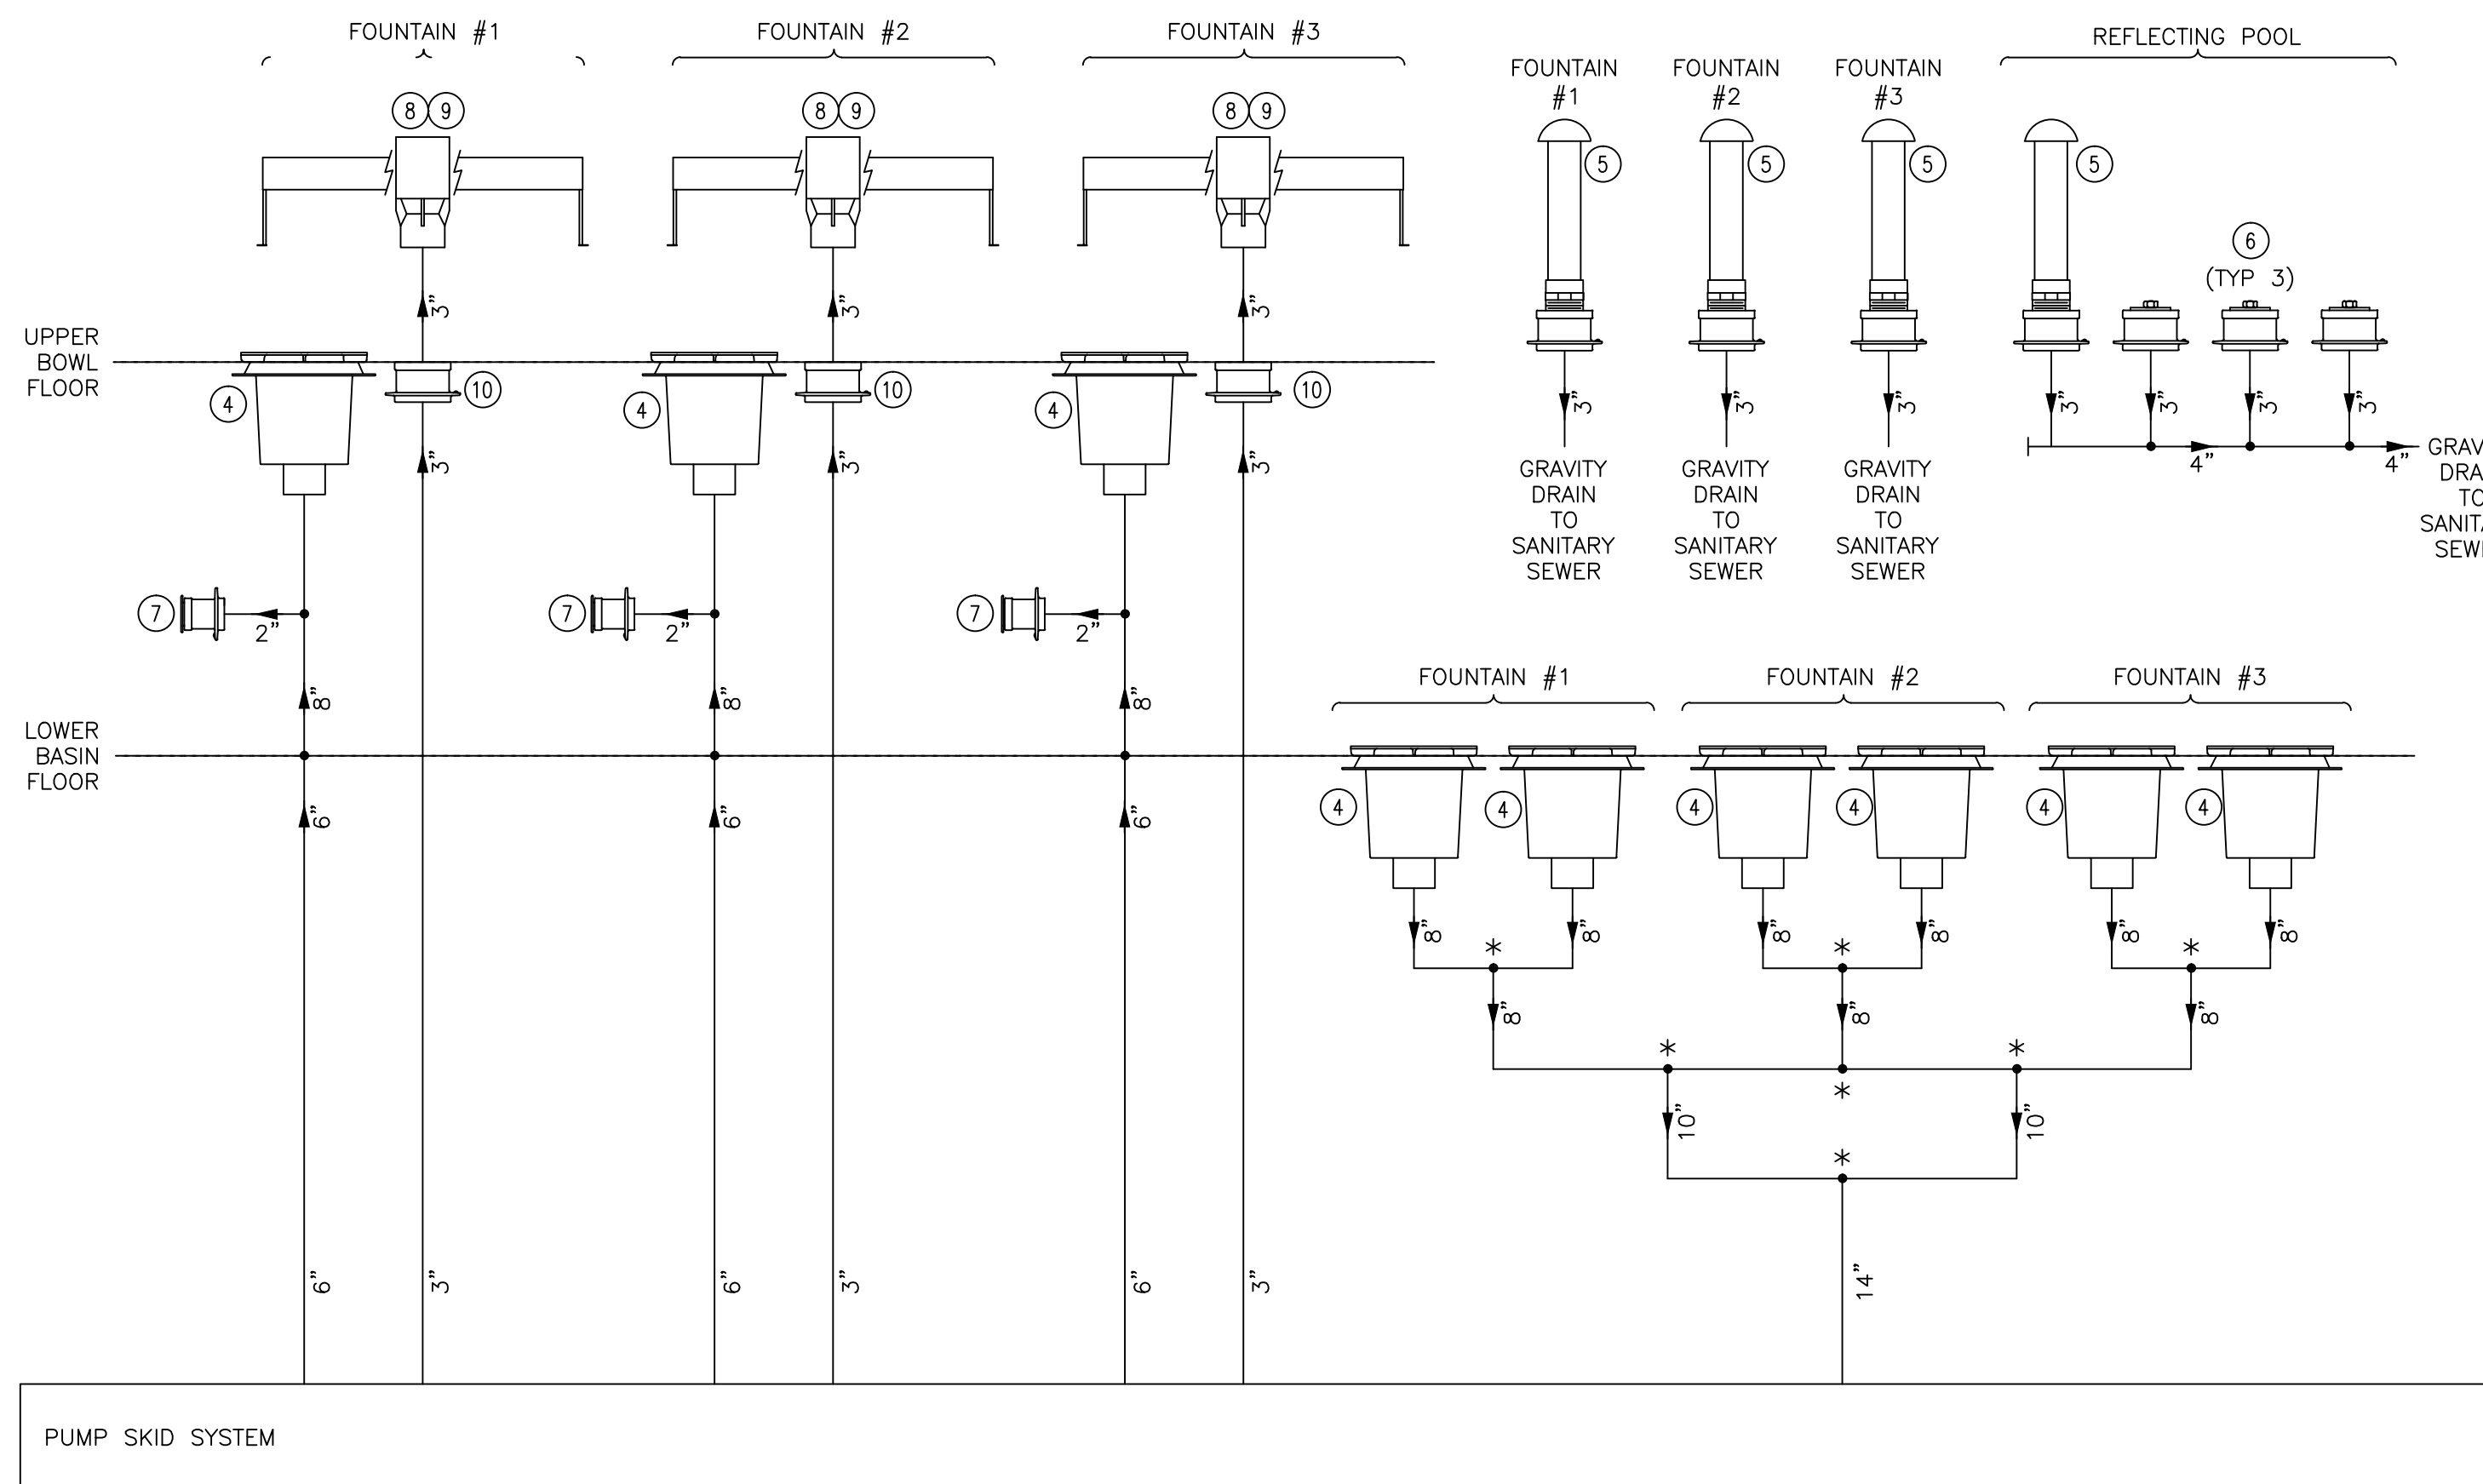 FOUNTAIN #1
FOUNTAIN #2
FOUNTAIN #3
REFLECTING POOL
FOUNTAIN
#1
FOUNTAIN
#2
FOUNTAIN
#3
8 9
8 9
8 9
5
5
5
5
6
(TYP 3)
3"
3"
3"
UPPER
BOWL
FLOOR
4
10
4
10
4
10
3"
3"
3"
3"
3"
3"
3"
3"
3"
3"
4"
4"
GRAVITY
DRAIN
TO
SANITARY
SEWER
GRAVITY
DRAIN
TO
SANITARY
SEWER
GRAVITY
DRAIN
TO
SANITARY
SEWER
GRAV
DRA
TO
SANITA
SEWE
7
2"
7
2"
7
2"
8"
8"
8"
FOUNTAIN #1
FOUNTAIN #2
FOUNTAIN #3
LOWER
BASIN
FLOOR
6"
6"
6"
4
4
4
4
4
4
8"
8"
8"
8"
8"
8"
*
*
*
8"
8"
8"
*
*
*
10"
10"
*
6"
3"
6"
3"
6"
3"
14"
PUMP SKID SYSTEM